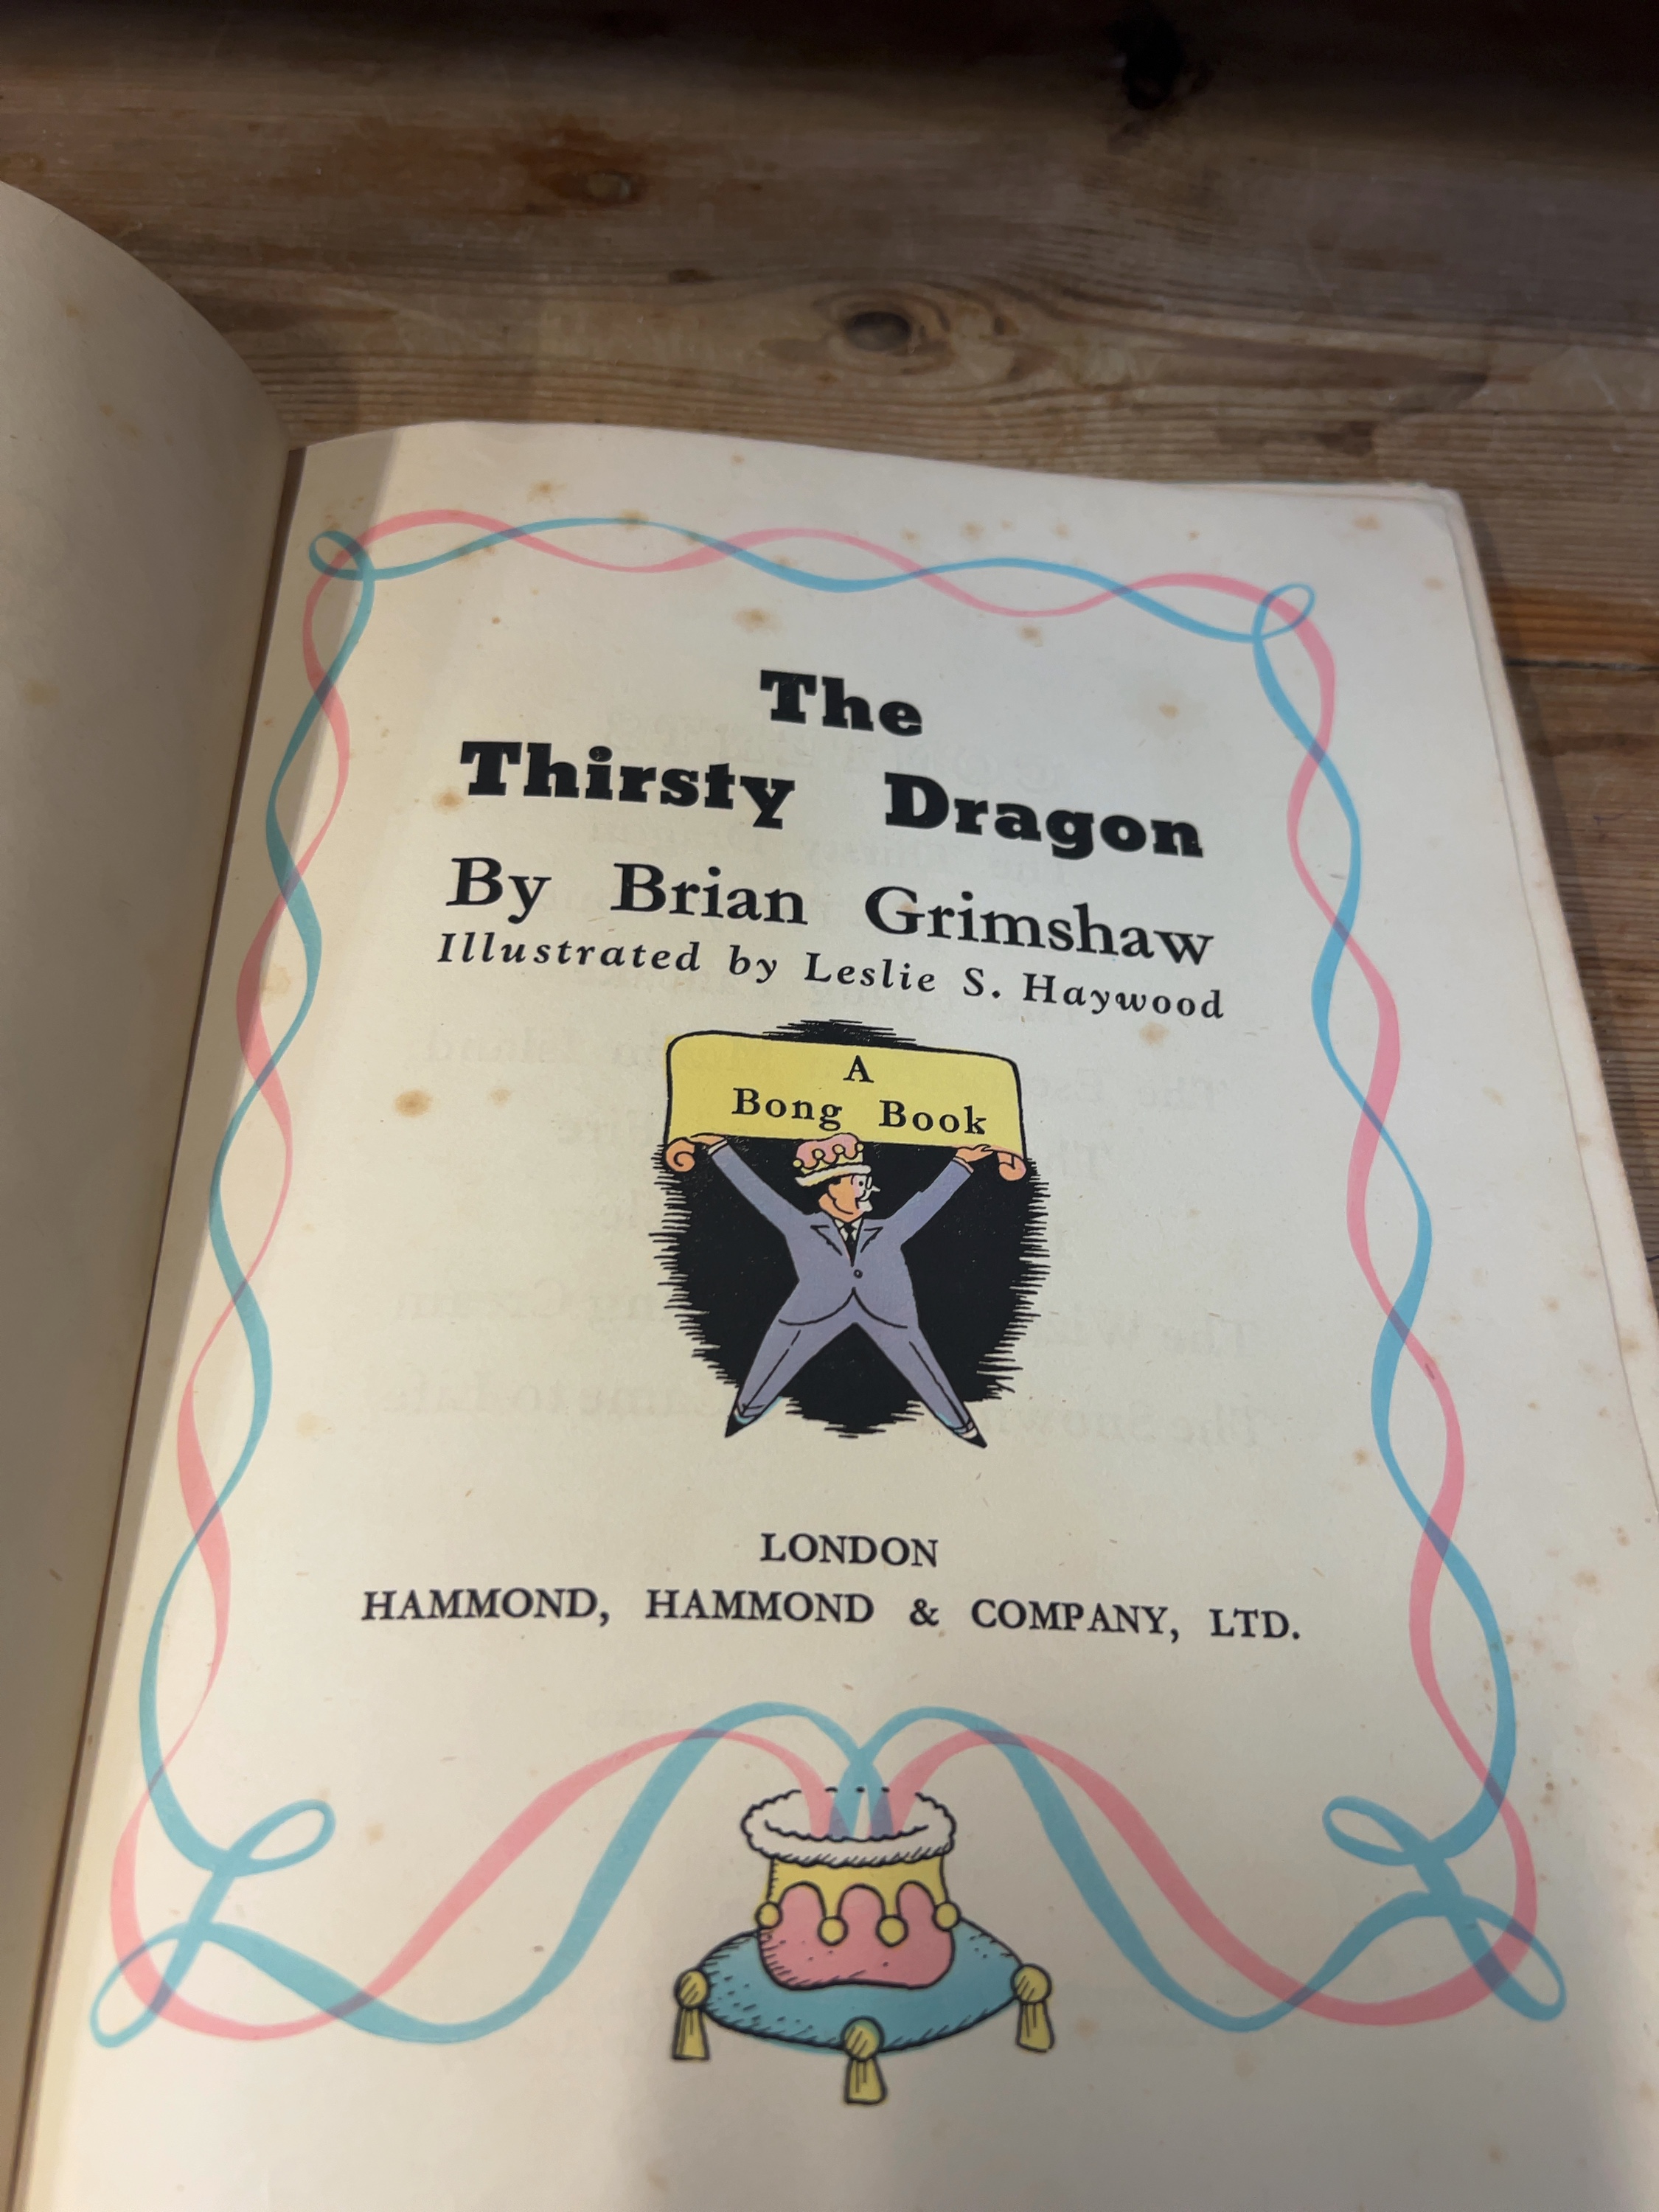 The
Thirsty Dragon
By Brian Grimshaw
Illustrated by Leslie S. Haywood
A
Bong Book
LONDON
HAMMOND, HAMMOND & COMPANY, LTD.